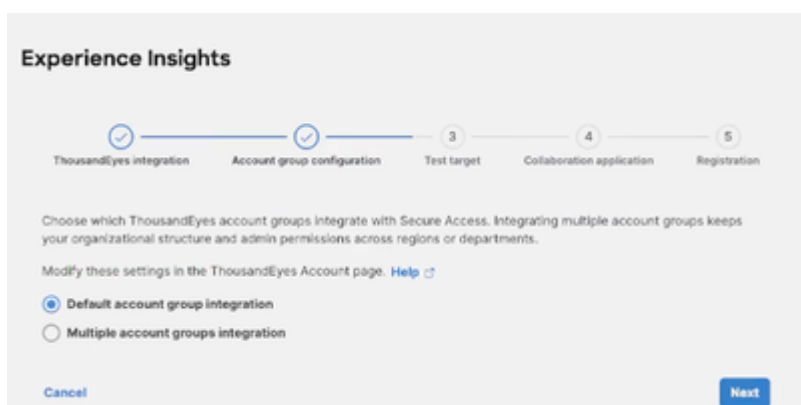 Experience Insights
3
4
5
ThousandEyes integration
Account group configuration
Test target
Collaboration application
Registration
Choose which ThousandEyes account groups integrate with Secure Access. Integrating multiple account groups keeps
your organizational structure and admin permissions across regions or departments.
Modify these settings in the ThousandEyes Account page. Help
Default account group integration
Multiple account groups integration
Cancel
Next